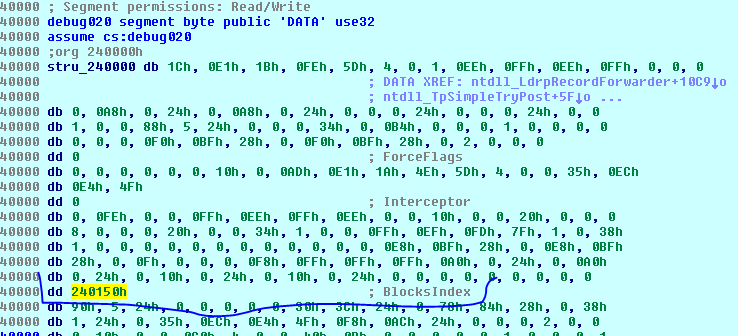 40000 ; Segment permissions: Read/Write
40000 debug020 segment byte public 'DATA' use32
40000 assume cs:debug020
40000 ;org 240000h
40000 stru_240000 db 1Ch, 0E1h, 1Bh, 0FEh, 5Dh, 4, 0, 1, 0EEh, 0FFh, 0EEh, 0FFh, 0, 0, 0
40000 ; DATA XREF: ntdll_LdrpRecordForwarder+10C9↓o
40000 ; ntdll_TpSimpleTryPost+5F↓o ...
40000 db 0, 0A8h, 0, 24h, 0, 0A8h, 0, 24h, 0, 0, 0, 24h, 0, 0, 0, 24h, 0, 0
40000 db 1, 0, 0, 88h, 5, 24h, 0, 0, 0, 34h, 0, 0B4h, 0, 0, 0, 1, 0, 0, 0, 0
40000 db 0, 0, 0, 0F0h, 0BFh, 28h, 0, 0F0h, 0BFh, 28h, 0, 2, 0, 0, 0
40000 dd 0 ; ForceFlags
40000 db 0, 0, 0, 0, 0, 10h, 0, 0ADh, 0E1h, 1Ah, 4Eh, 5Dh, 4, 0, 0, 35h, 0ECh
40000 db 0E4h, 4Fh
40000 dd 0 ; Interceptor
40000 db 0, 0FEh, 0, 0, 0FFh, 0EEh, 0FFh, 0EEh, 0, 0, 10h, 0, 0, 20h, 0, 0, 0
40000 db 8, 0, 0, 0, 20h, 0, 0, 34h, 1, 0, 0, 0FFh, 0EFh, 0FDh, 7Fh, 1, 0, 38h
40000 db 1, 0, 0, 0, 0, 0, 0, 0, 0, 0, 0, 0, 0E8h, 0BFh, 28h, 0, 0E8h, 0BFh
40000 db 28h, 0, 0Fh, 0, 0, 0, 0F8h, 0FFh, 0FFh, 0FFh, 0A0h, 0, 24h, 0, 0A0h
40000 db 0, 24h, 0, 10h, 0, 24h, 0, 10h, 0, 24h, 0, 0, 0, 0, 0, 0, 0, 0, 0
40000 dd 240150h ; BlocksIndex
40000 db 90h, 5, 24h, 0, 0, 0, 0, 0, 30h, 3Ch, 24h, 0, 70h, 84h, 28h, 0, 38h
40000 db 1, 24h, 0, 35h, 0ECh, 0E4h, 4Fh, 0F8h, 0ACh, 24h, 0, 0, 0, 2, 0, 0